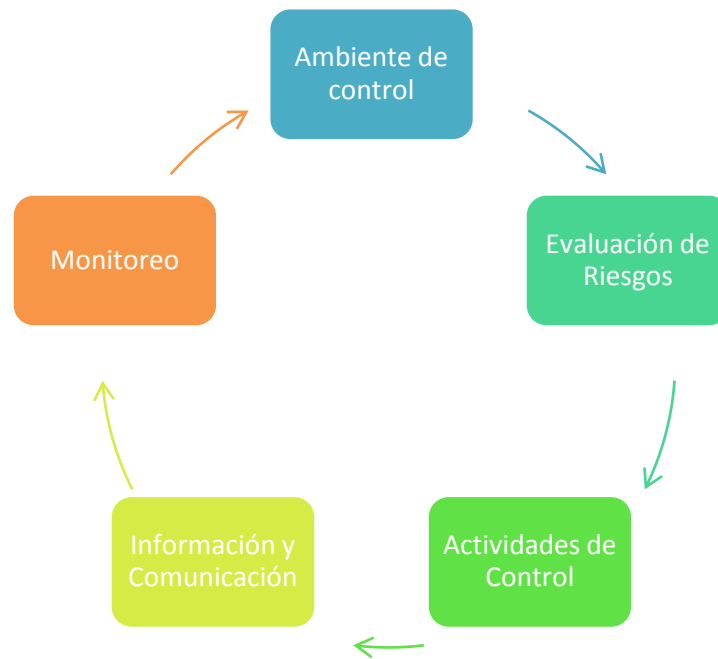 Ambiente de
control
Evaluación de
Riesgos
Actividades de
Control
Información y
Comunicación
Monitoreo